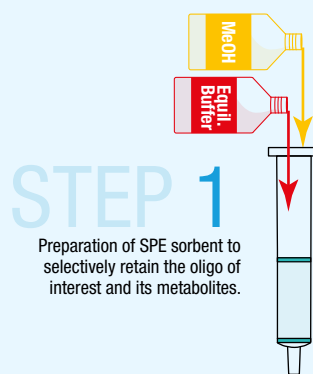 MeOH
Equil.
Buffer
STEP 1
Preparation of SPE sorbent to
selectively retain the oligo of
interest and its metabolites.